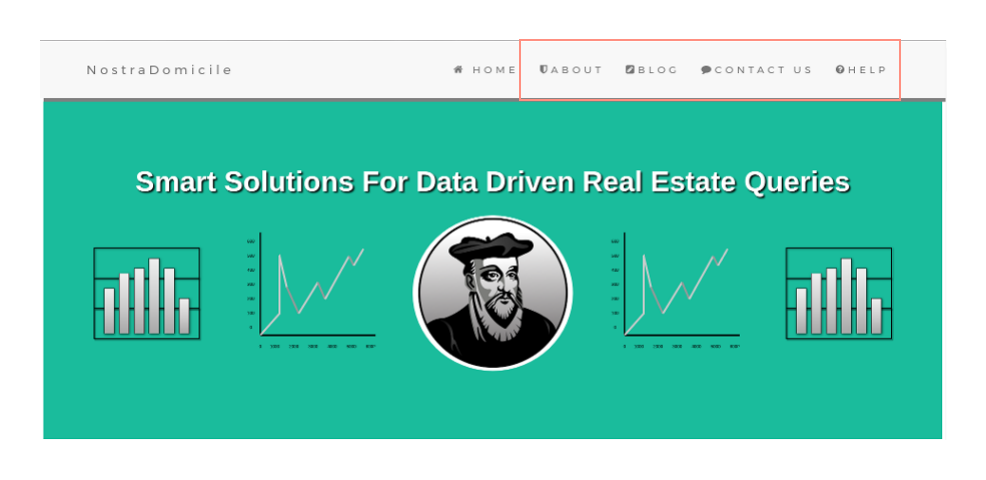 NostraDomicile
HOME ABOUT BLOG CONTACT US HELP
Smart Solutions For Data Driven Real Estate Queries